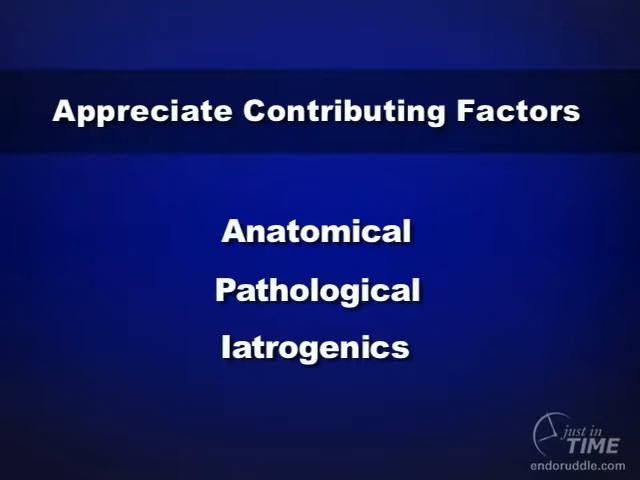 Appreciate Contributing Factors
Anatomical
Pathological
Iatrogenics
just in
TIME
endoruddle.com